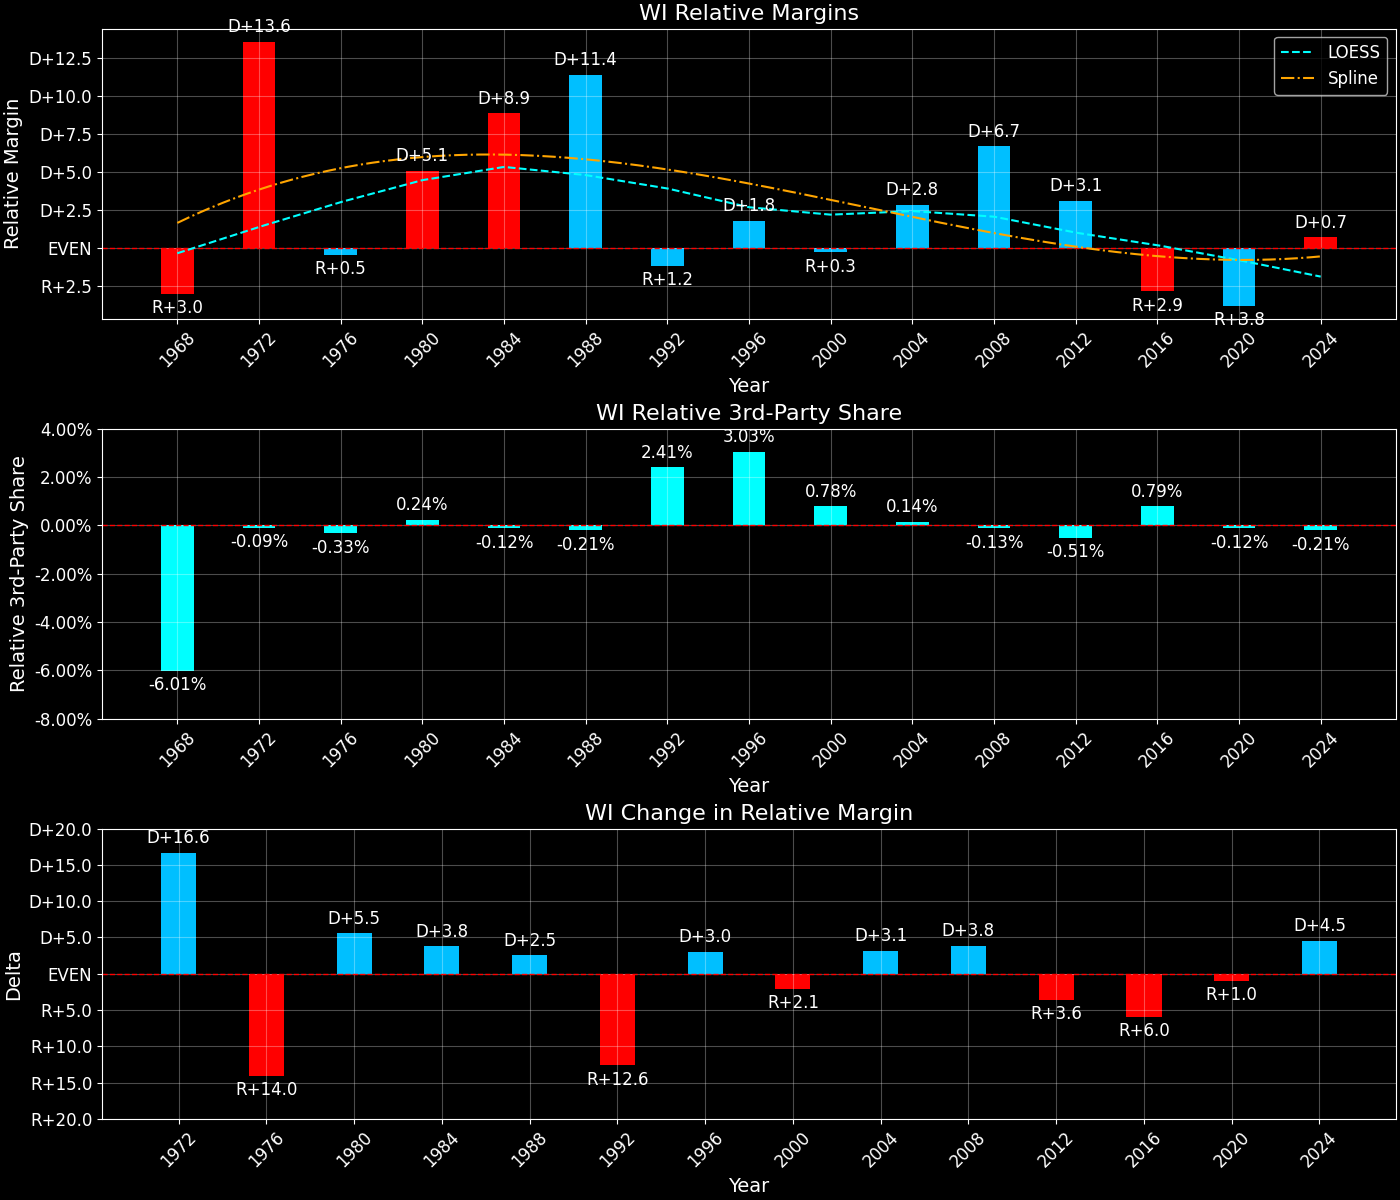 WI Relative Margins
Relative Margin
D+12.5
D+10.0
D+7.5
D+5.0
D+2.5
EVEN
R+2.5
LOESS
Spline
R+3.0
D+13.6
R+0.5
D+5.1
D+8.9
D+11.4
R+1.2
D+1.8
R+0.3
D+2.8
D+6.7
D+3.1
R+2.9
R+3.8
D+0.7
1968 1972 1976 1980 1984 1988 1992 1996 2000 2004 2008 2012 2016 2020 2024
Year
WI Relative 3rd-Party Share
Relative 3rd-Party Share
4.00%
2.00%
0.00%
-2.00%
-4.00%
-6.00%
-8.00%
-6.01%
-0.09%
-0.33%
0.24%
-0.12%
-0.21%
2.41%
3.03%
0.78%
0.14%
-0.13%
-0.51%
0.79%
-0.12%
-0.21%
1968 1972 1976 1980 1984 1988 1992 1996 2000 2004 2008 2012 2016 2020 2024
Year
WI Change in Relative Margin
Delta
D+20.0
D+15.0
D+10.0
D+5.0
EVEN
R+5.0
R+10.0
R+15.0
R+20.0
D+16.6
R+14.0
D+5.5
D+3.8
D+2.5
R+12.6
D+3.0
R+2.1
D+3.1
D+3.8
R+3.6
R+6.0
R+1.0
D+4.5
1972 1976 1980 1984 1988 1992 1996 2000 2004 2008 2012 2016 2020 2024
Year